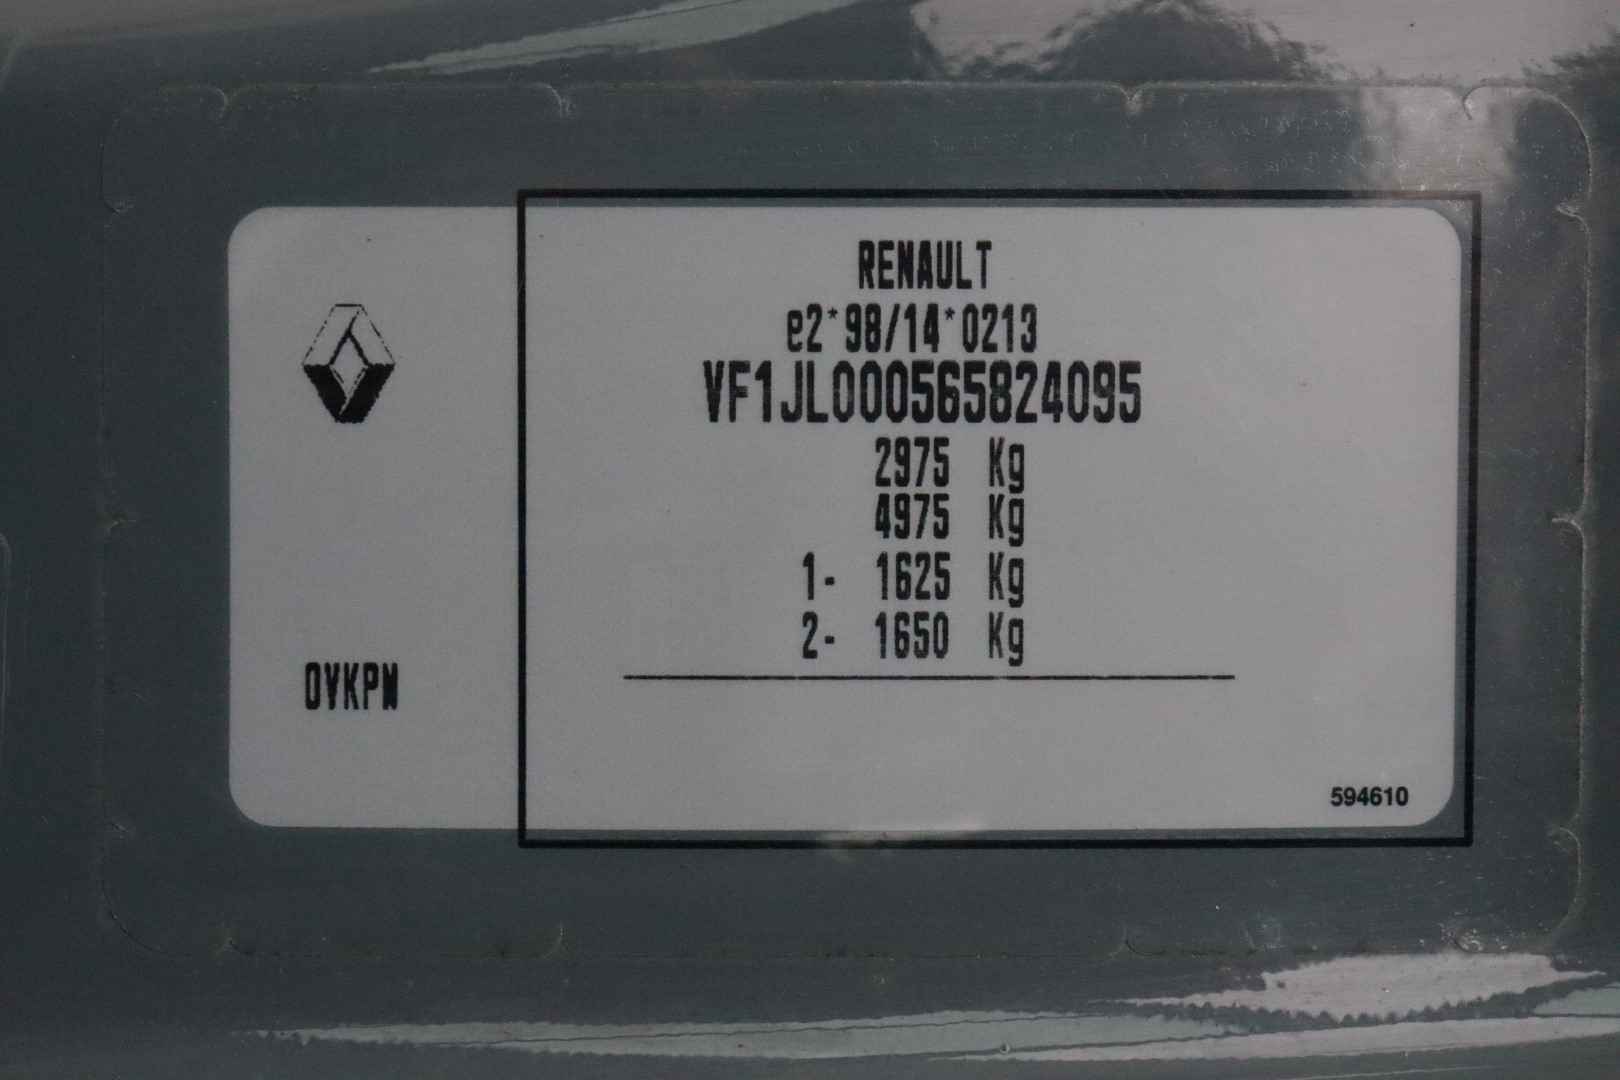 RENAULT
e2*98/14*0213
VF1JL000565824095
2975 Kg
4975 Kg
1- 1625 Kg
2- 1650 Kg
OVKPN
594610